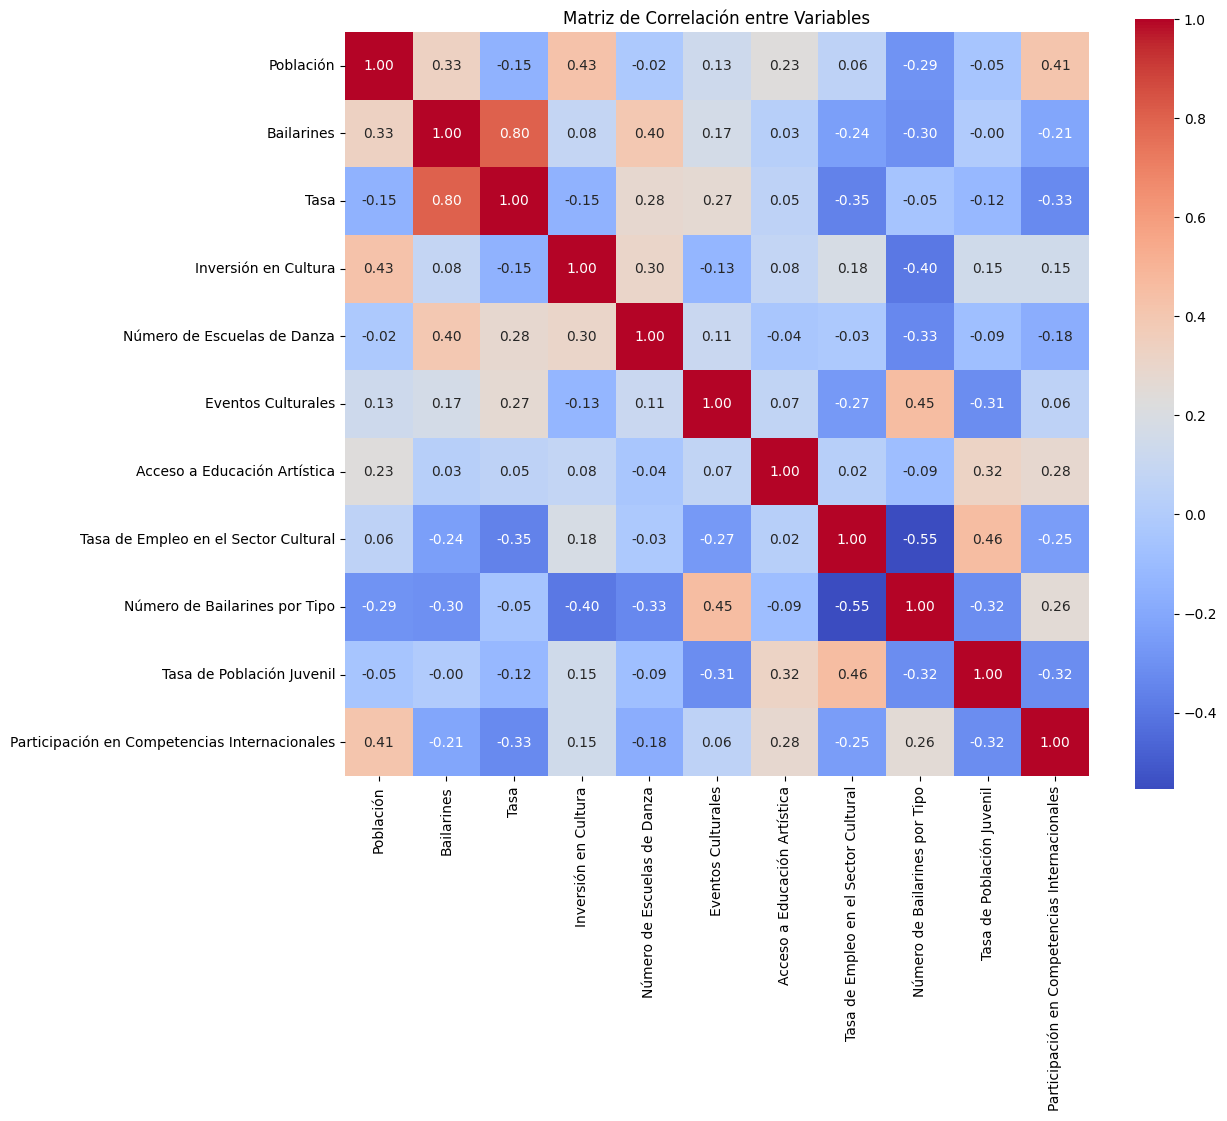 Matriz de Correlación entre Variables
Población 1.00 0.33 -0.15 0.43 -0.02 0.13 0.23 0.06 -0.29 -0.05 0.41
Bailarines 0.33 1.00 0.80 0.08 0.40 0.17 0.03 -0.24 -0.30 -0.00 -0.21
Tasa -0.15 0.80 1.00 -0.15 0.28 0.27 0.05 -0.35 -0.05 -0.12 -0.33
Inversión en Cultura 0.43 0.08 -0.15 1.00 0.30 -0.13 0.08 0.18 -0.40 0.15 0.15
Número de Escuelas de Danza -0.02 0.40 0.28 0.30 1.00 0.11 -0.04 -0.03 -0.33 -0.09 -0.18
Eventos Culturales 0.13 0.17 0.27 -0.13 0.11 1.00 0.07 -0.27 0.45 -0.31 0.06
Acceso a Educación Artística 0.23 0.03 0.05 0.08 -0.04 0.07 1.00 0.02 -0.09 0.32 0.28
Tasa de Empleo en el Sector Cultural 0.06 -0.24 -0.35 0.18 -0.03 -0.27 0.02 1.00 -0.55 0.46 -0.25
Número de Bailarines por Tipo -0.29 -0.30 -0.05 -0.40 -0.33 0.45 -0.09 -0.55 1.00 -0.32 0.26
Tasa de Población Juvenil -0.05 -0.00 -0.12 0.15 -0.09 -0.31 0.32 0.46 -0.32 1.00 -0.32
Participación en Competencias Internacionales 0.41 -0.21 -0.33 0.15 -0.18 0.06 0.28 -0.25 0.26 -0.32 1.00
Población
Bailarines
Tasa
Inversión en Cultura
Número de Escuelas de Danza
Eventos Culturales
Acceso a Educación Artística
Tasa de Empleo en el Sector Cultural
Número de Bailarines por Tipo
Tasa de Población Juvenil
Participación en Competencias Internacionales
1.0
0.8
0.6
0.4
0.2
0.0
−0.2
−0.4